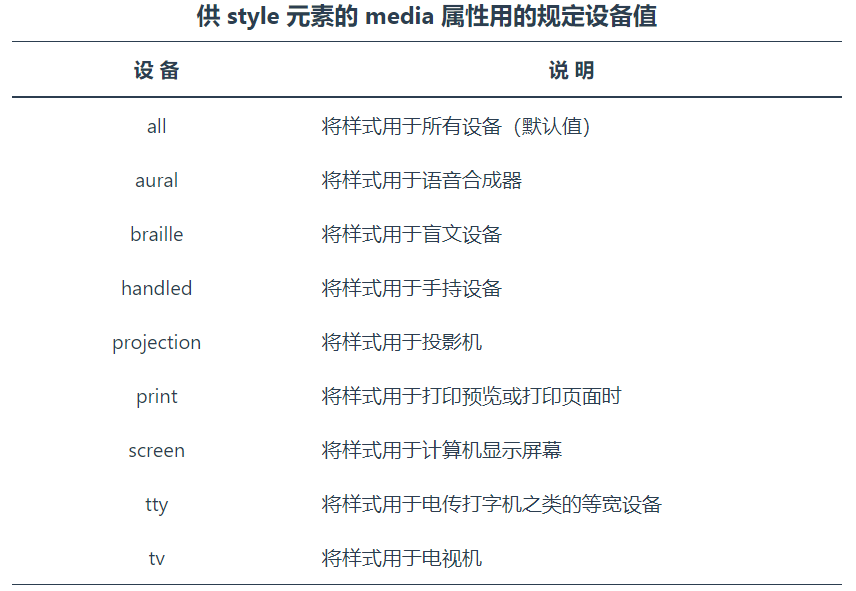 供 style 元素的 media 属性用的规定设备值
设 备 说 明
all 将样式用于所有设备（默认值）
aural 将样式用于语音合成器
braille 将样式用于盲文设备
handled 将样式用于手持设备
projection 将样式用于投影机
print 将样式用于打印预览或打印页面时
screen 将样式用于计算机显示屏幕
tty 将样式用于电传打字机之类的等宽设备
tv 将样式用于电视机